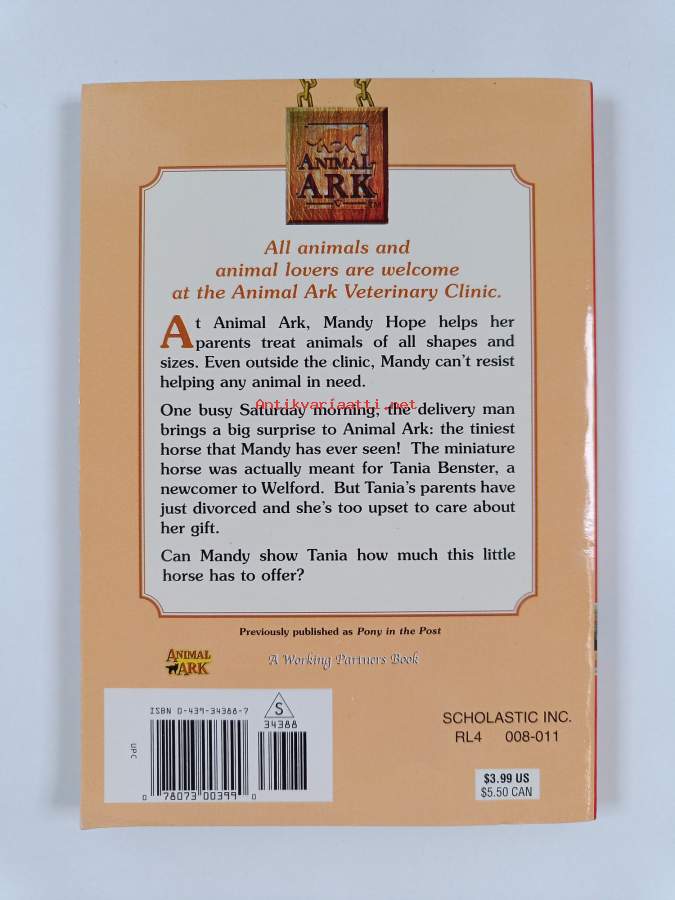 ANIMAL
ARK
TM
All animals and
animal lovers are welcome
at the Animal Ark Veterinary Clinic.
At Animal Ark, Mandy Hope helps her
parents treat animals of all shapes and
sizes. Even outside the clinic, Mandy can't resist
helping any animal in need.
Antikvariaatti.net
One busy Saturday morning, the delivery man
brings a big surprise to Animal Ark: the tiniest
horse that Mandy has ever seen! The miniature
horse was actually meant for Tania Benster, a
newcomer to Welford. But Tania's parents have
just divorced and she's too upset to care about
her gift.
Can Mandy show Tania how much this little
horse has to offer?
Previously published as Pony in the Post
ANIMAL
ARK
A Working Partners Book
ISBN 0-439-34388-7
S
34388
UPC
0 78073 00399 0
SCHOLASTIC INC.
RL4 008-011
$3.99 US
$5.50 CAN